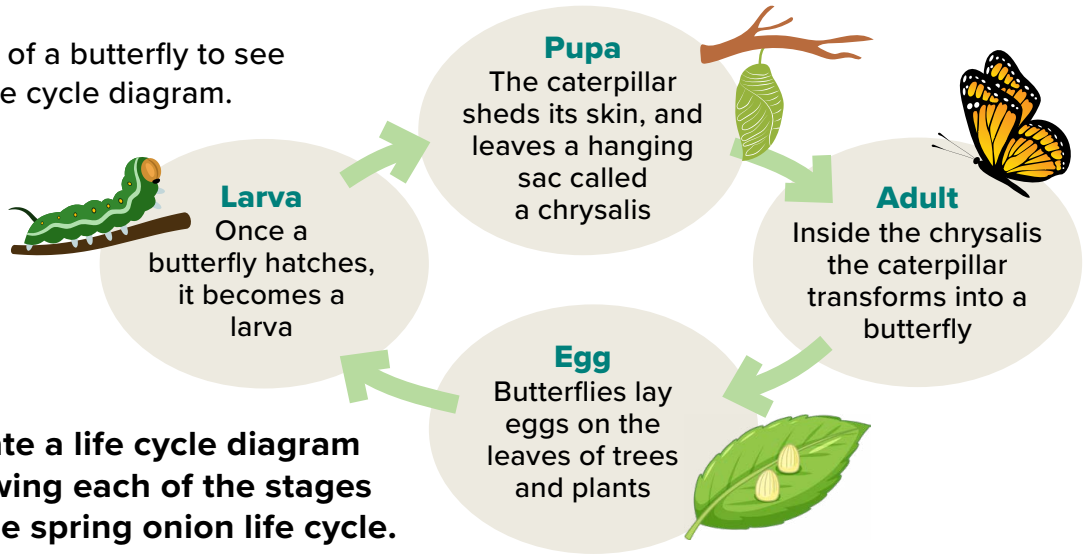 of a butterfly to see
e cycle diagram.
Pupa
The caterpillar
sheds its skin, and
leaves a hanging
sac called
a chrysalis
Larva
Once a
butterfly hatches,
it becomes a
larva
Adult
Inside the chrysalis
the caterpillar
transforms into a
butterfly
Egg
Butterflies lay
eggs on the
leaves of trees
and plants
te a life cycle diagram
wing each of the stages
e spring onion life cycle.